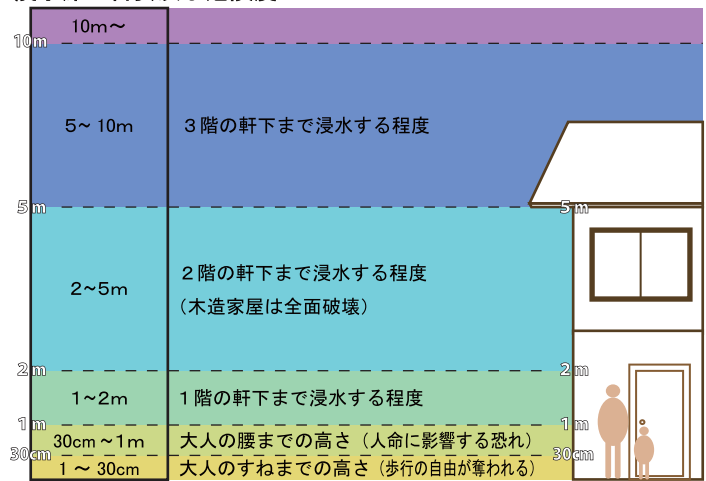 10m～
10m
5～10m
3階の軒下まで浸水する程度
5m
5m
2～5m
2階の軒下まで浸水する程度
（木造家屋は全面破壊）
2m
2m
1～2m
1階の軒下まで浸水する程度
1m
1m
30cm～1m
大人の腰までの高さ（人命に影響する恐れ）
30cm
30cm
1～30cm
大人のすねまでの高さ（歩行の自由が奪われる）